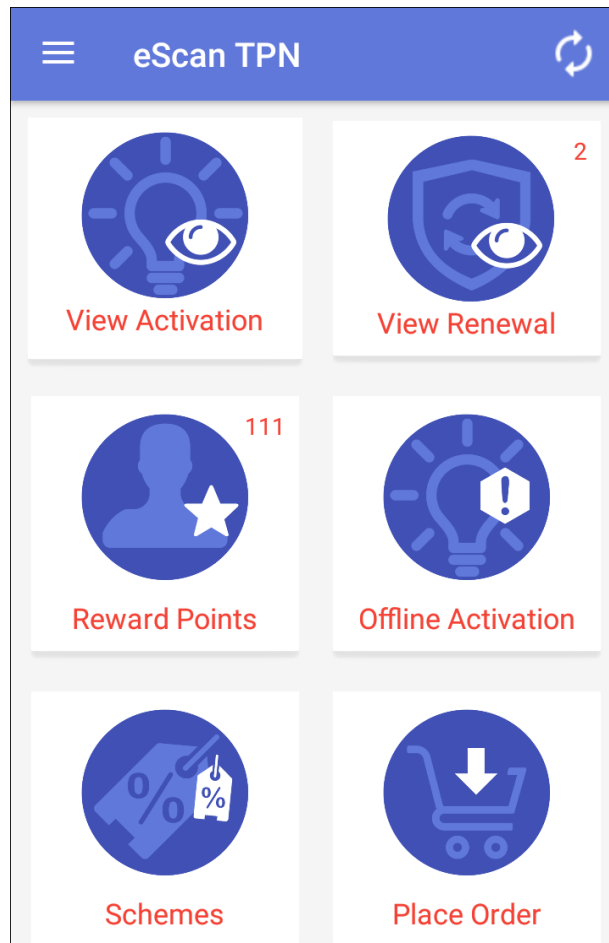 eScan TPN
2
View Activation
View Renewal
111
Reward Points
Offline Activation
%
%
Schemes
Place Order